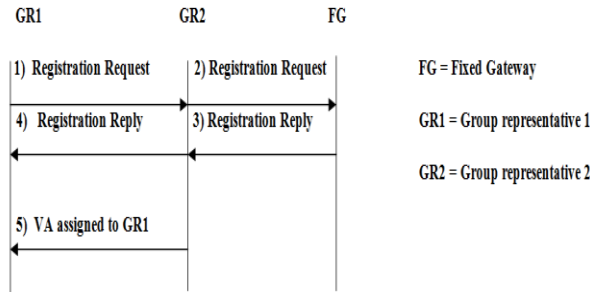 GR1 GR2 FG
1) Registration Request 2) Registration Request FG = Fixed Gateway
4) Registration Reply 3) Registration Reply GR1 = Group representative 1
GR2 = Group representative 2
5) VA assigned to GR1